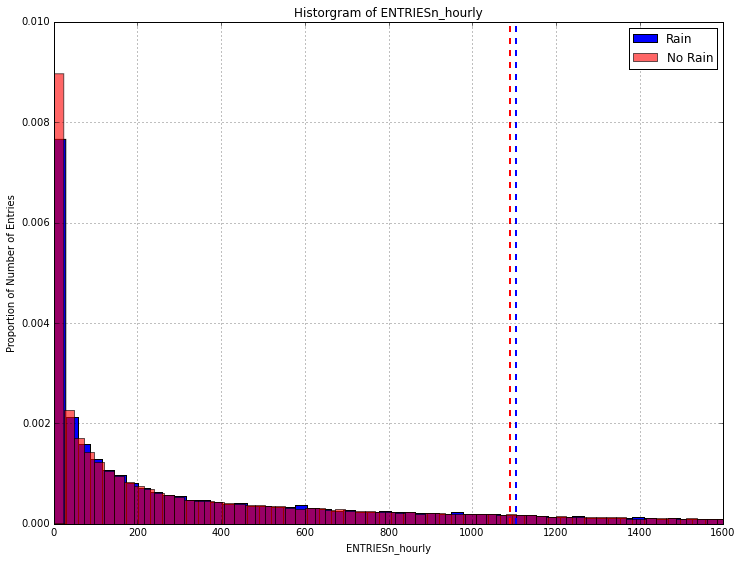 Historgram of ENTRIESn_hourly
Rain
No Rain
Proportion of Number of Entries
0.010
0.008
0.006
0.004
0.002
0.000
0 200 400 600 800 1000 1200 1400 1600
ENTRIESn_hourly